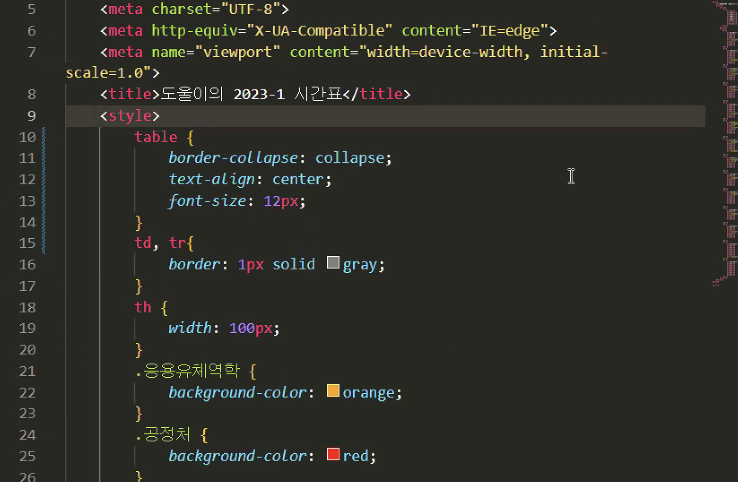 5 <meta charset="UTF-8">
6 <meta http-equiv="X-UA-Compatible" content="IE=edge">
7 <meta name="viewport" content="width=device-width, initial-
scale=1.0">
8 <title>도울이의 2023-1 시간표</title>
9 <style>
10 table {
11 border-collapse: collapse;
12 text-align: center;
13 font-size: 12px;
14 }
15 td, tr{
16 border: 1px solid gray;
17 }
18 th {
19 width: 100px;
20 }
21 .응용유체역학 {
22 background-color: orange;
23 }
24 .공정처 {
25 background-color: red;
26 }